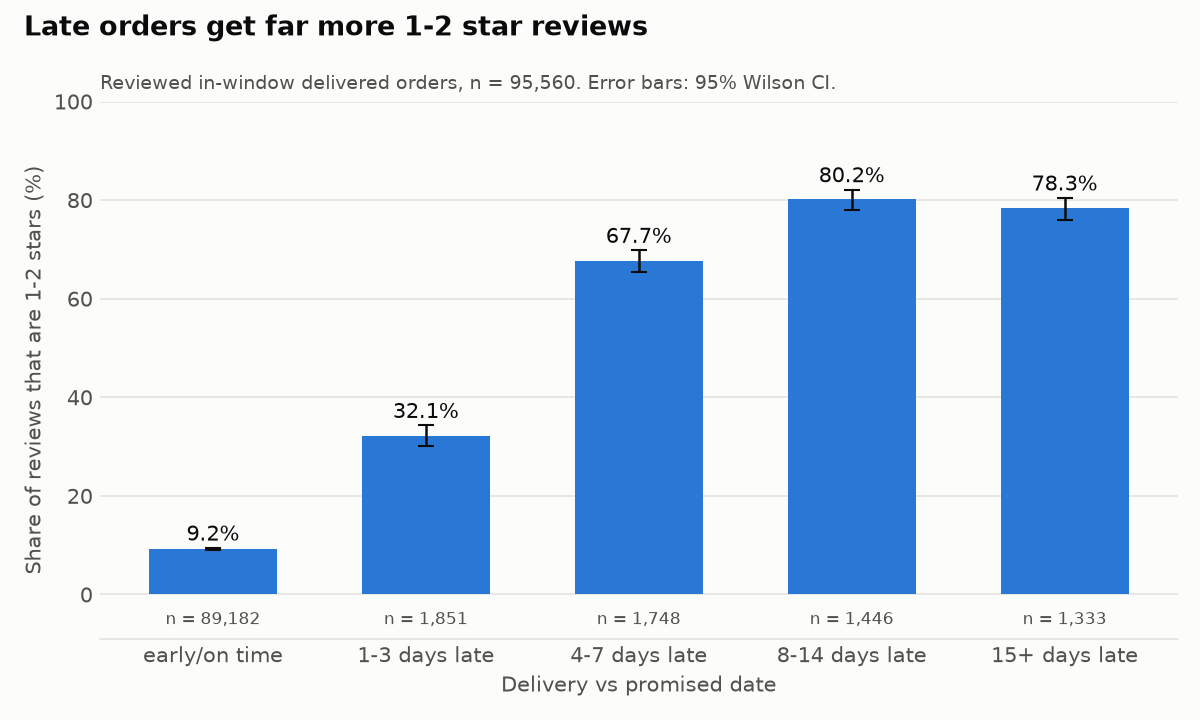 Late orders get far more 1-2 star reviews
Reviewed in-window delivered orders, n = 95,560. Error bars: 95% Wilson CI.
Share of reviews that are 1-2 stars (%)
100
80
60
40
20
0
9.2%
32.1%
67.7%
80.2%
78.3%
n = 89,182
n = 1,851
n = 1,748
n = 1,446
n = 1,333
early/on time
1-3 days late
4-7 days late
8-14 days late
15+ days late
Delivery vs promised date